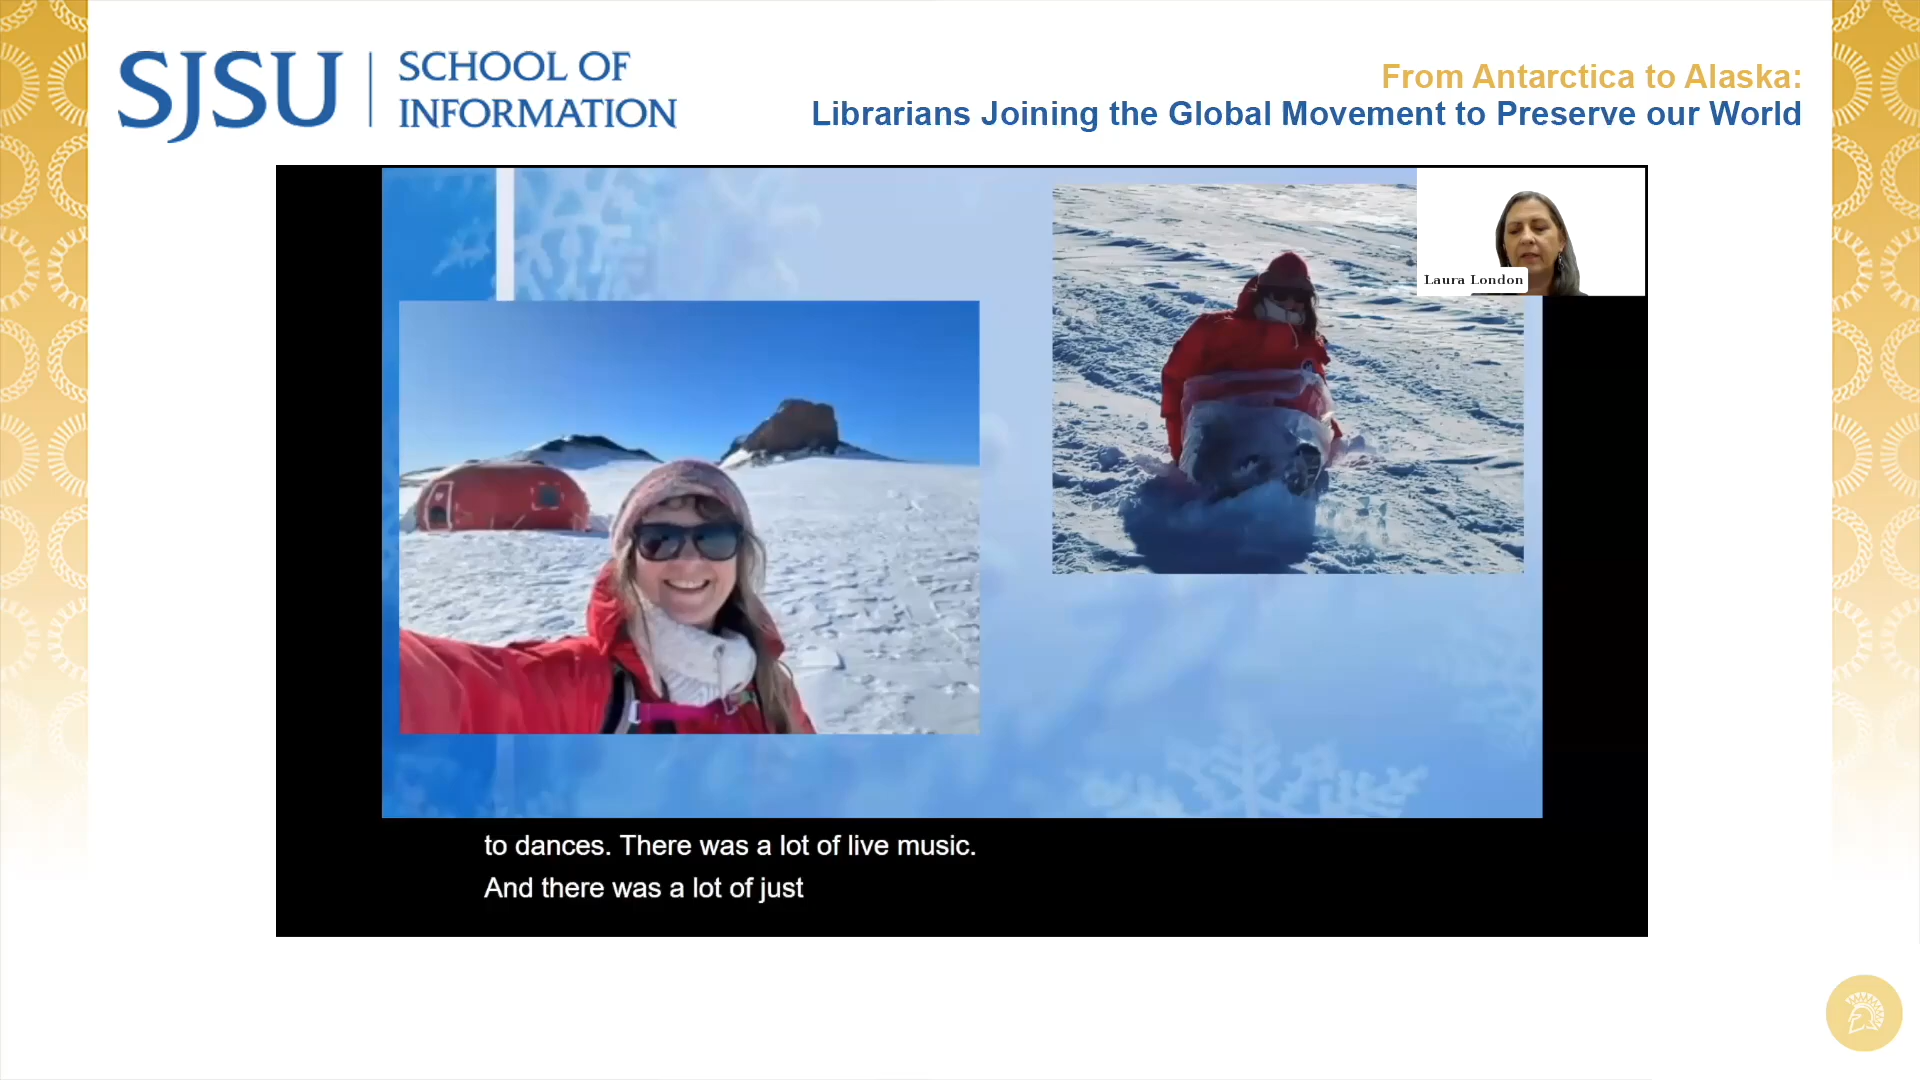 SJSU
SCHOOL OF
INFORMATION
From Antarctica to Alaska:
Librarians Joining the Global Movement to Preserve our World
Laura London
to dances. There was a lot of live music.
And there was a lot of just